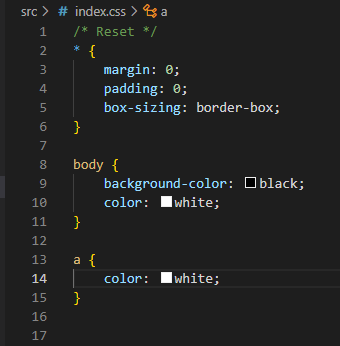 src > # index.css > a
1 /* Reset */
2 * {
3     margin: 0;
4     padding: 0;
5     box-sizing: border-box;
6 }
7
8 body {
9     background-color: black;
10     color: white;
11 }
12
13 a {
14     color: white;
15 }
16
17